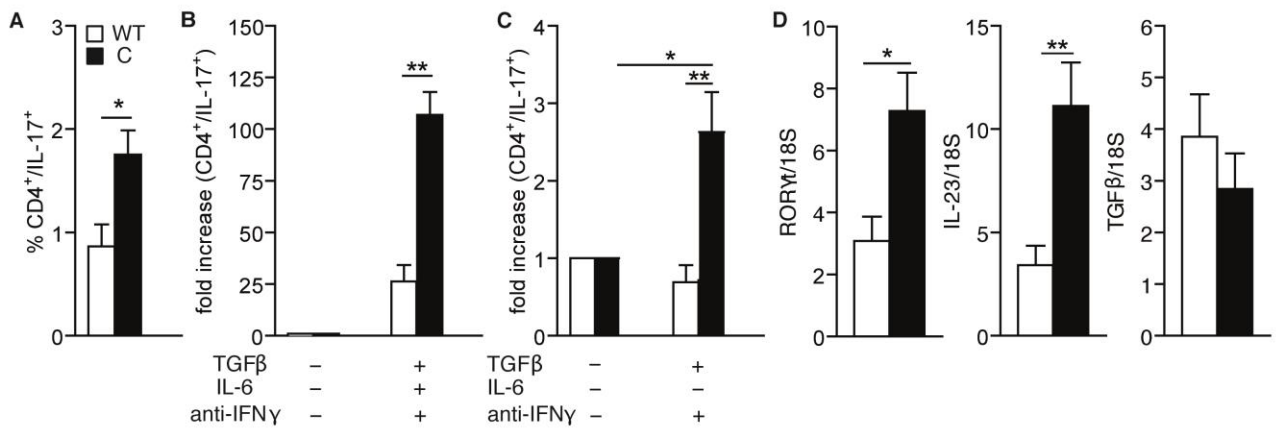 A
% CD4+/IL-17+
3
2
1
0
WT
C
*
B
fold increase (CD4+/IL-17+)
150
125
100
75
50
25
0
**
TGFβ – +
IL-6 – +
anti-IFNγ – +
C
fold increase (CD4+/IL-17+)
4
3
2
1
0
*
**
TGFβ – +
IL-6 – –
anti-IFNγ – +
D
RORγt/18S
10
8
6
4
2
0
*
IL-23/18S
15
10
5
0
**
TGFβ/18S
6
5
4
3
2
1
0